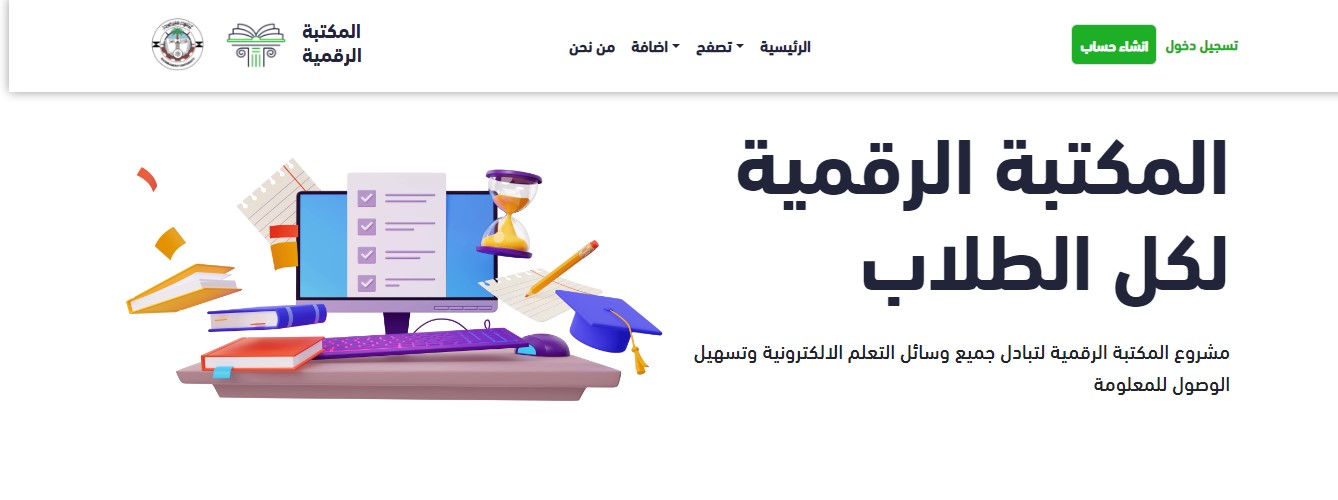 تسجيل دخول
انشاء حساب
الرئيسية
تصفح
اضافة
من نحن
المكتبة
الرقمية
المكتبة الرقمية
لكل الطلاب
مشروع المكتبة الرقمية لتبادل جميع وسائل التعلم الالكترونية وتسهيل
الوصول للمعلومة